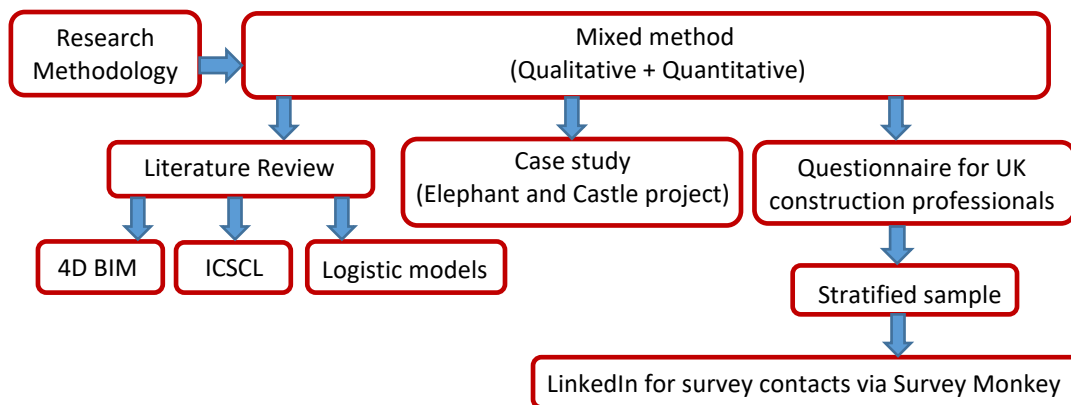 Research
Methodology
Mixed method
(Qualitative + Quantitative)
Literature Review
Case study
(Elephant and Castle project)
Questionnaire for UK
construction professionals
4D BIM
ICSCL
Logistic models
Stratified sample
LinkedIn for survey contacts via Survey Monkey